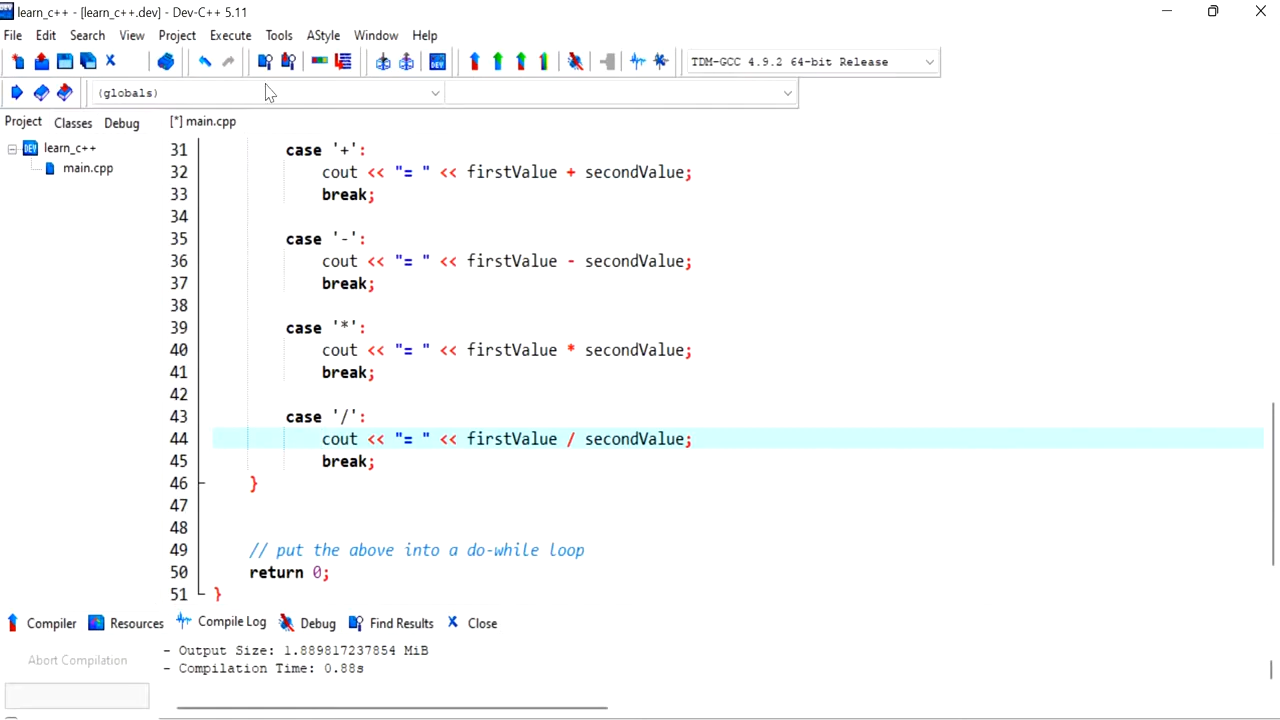 learn_c++ - [learn_c++.dev] - Dev-C++ 5.11
File Edit Search View Project Execute Tools AStyle Window Help
DEV TDM-GCC 4.9.2 64-bit Release
(globals)
Project Classes Debug [*] main.cpp
DEV learn_c++
main.cpp
31 case '+':
32 cout << "= " << firstValue + secondValue;
33 break;
34
35 case '-':
36 cout << "= " << firstValue - secondValue;
37 break;
38
39 case '*':
40 cout << "= " << firstValue * secondValue;
41 break;
42
43 case '/':
44 cout << "= " << firstValue / secondValue;
45 break;
46 }
47
48
49 // put the above into a do-while loop
50 return 0;
51 }
Compiler Resources Compile Log Debug Find Results Close
Abort Compilation
- Output Size: 1.889817237854 MiB
- Compilation Time: 0.88s